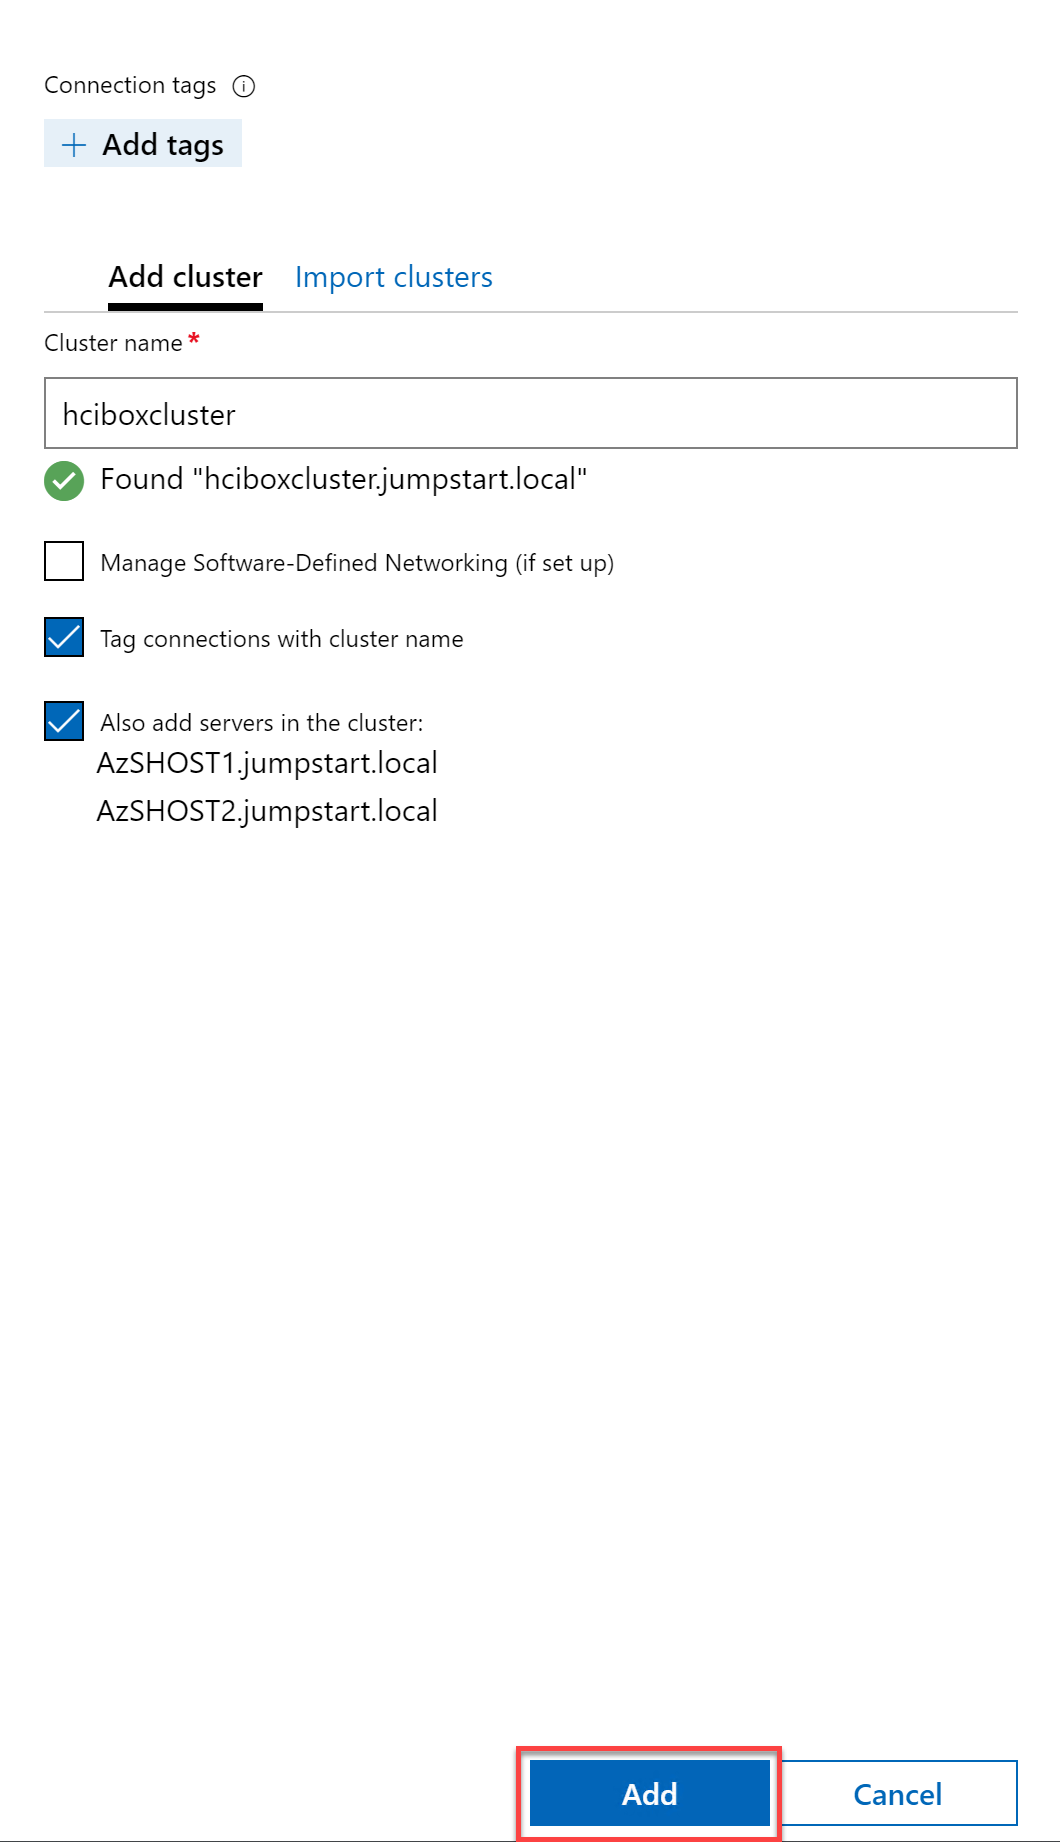 Connection tags
Add tags
Add cluster Import clusters
Cluster name *
hciboxcluster
Found "hciboxcluster.jumpstart.local"
Manage Software-Defined Networking (if set up)
Tag connections with cluster name
Also add servers in the cluster:
AzSHOST1.jumpstart.local
AzSHOST2.jumpstart.local
Add Cancel